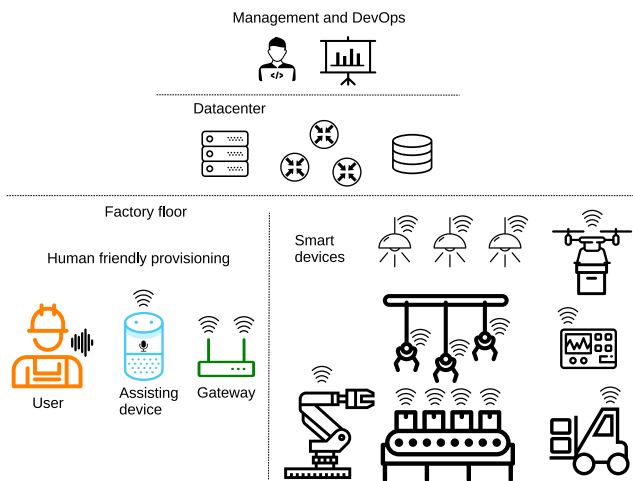 Management and DevOps
</>
Datacenter
Factory floor
Human friendly provisioning
Smart
devices
User
Assisting
device
Gateway